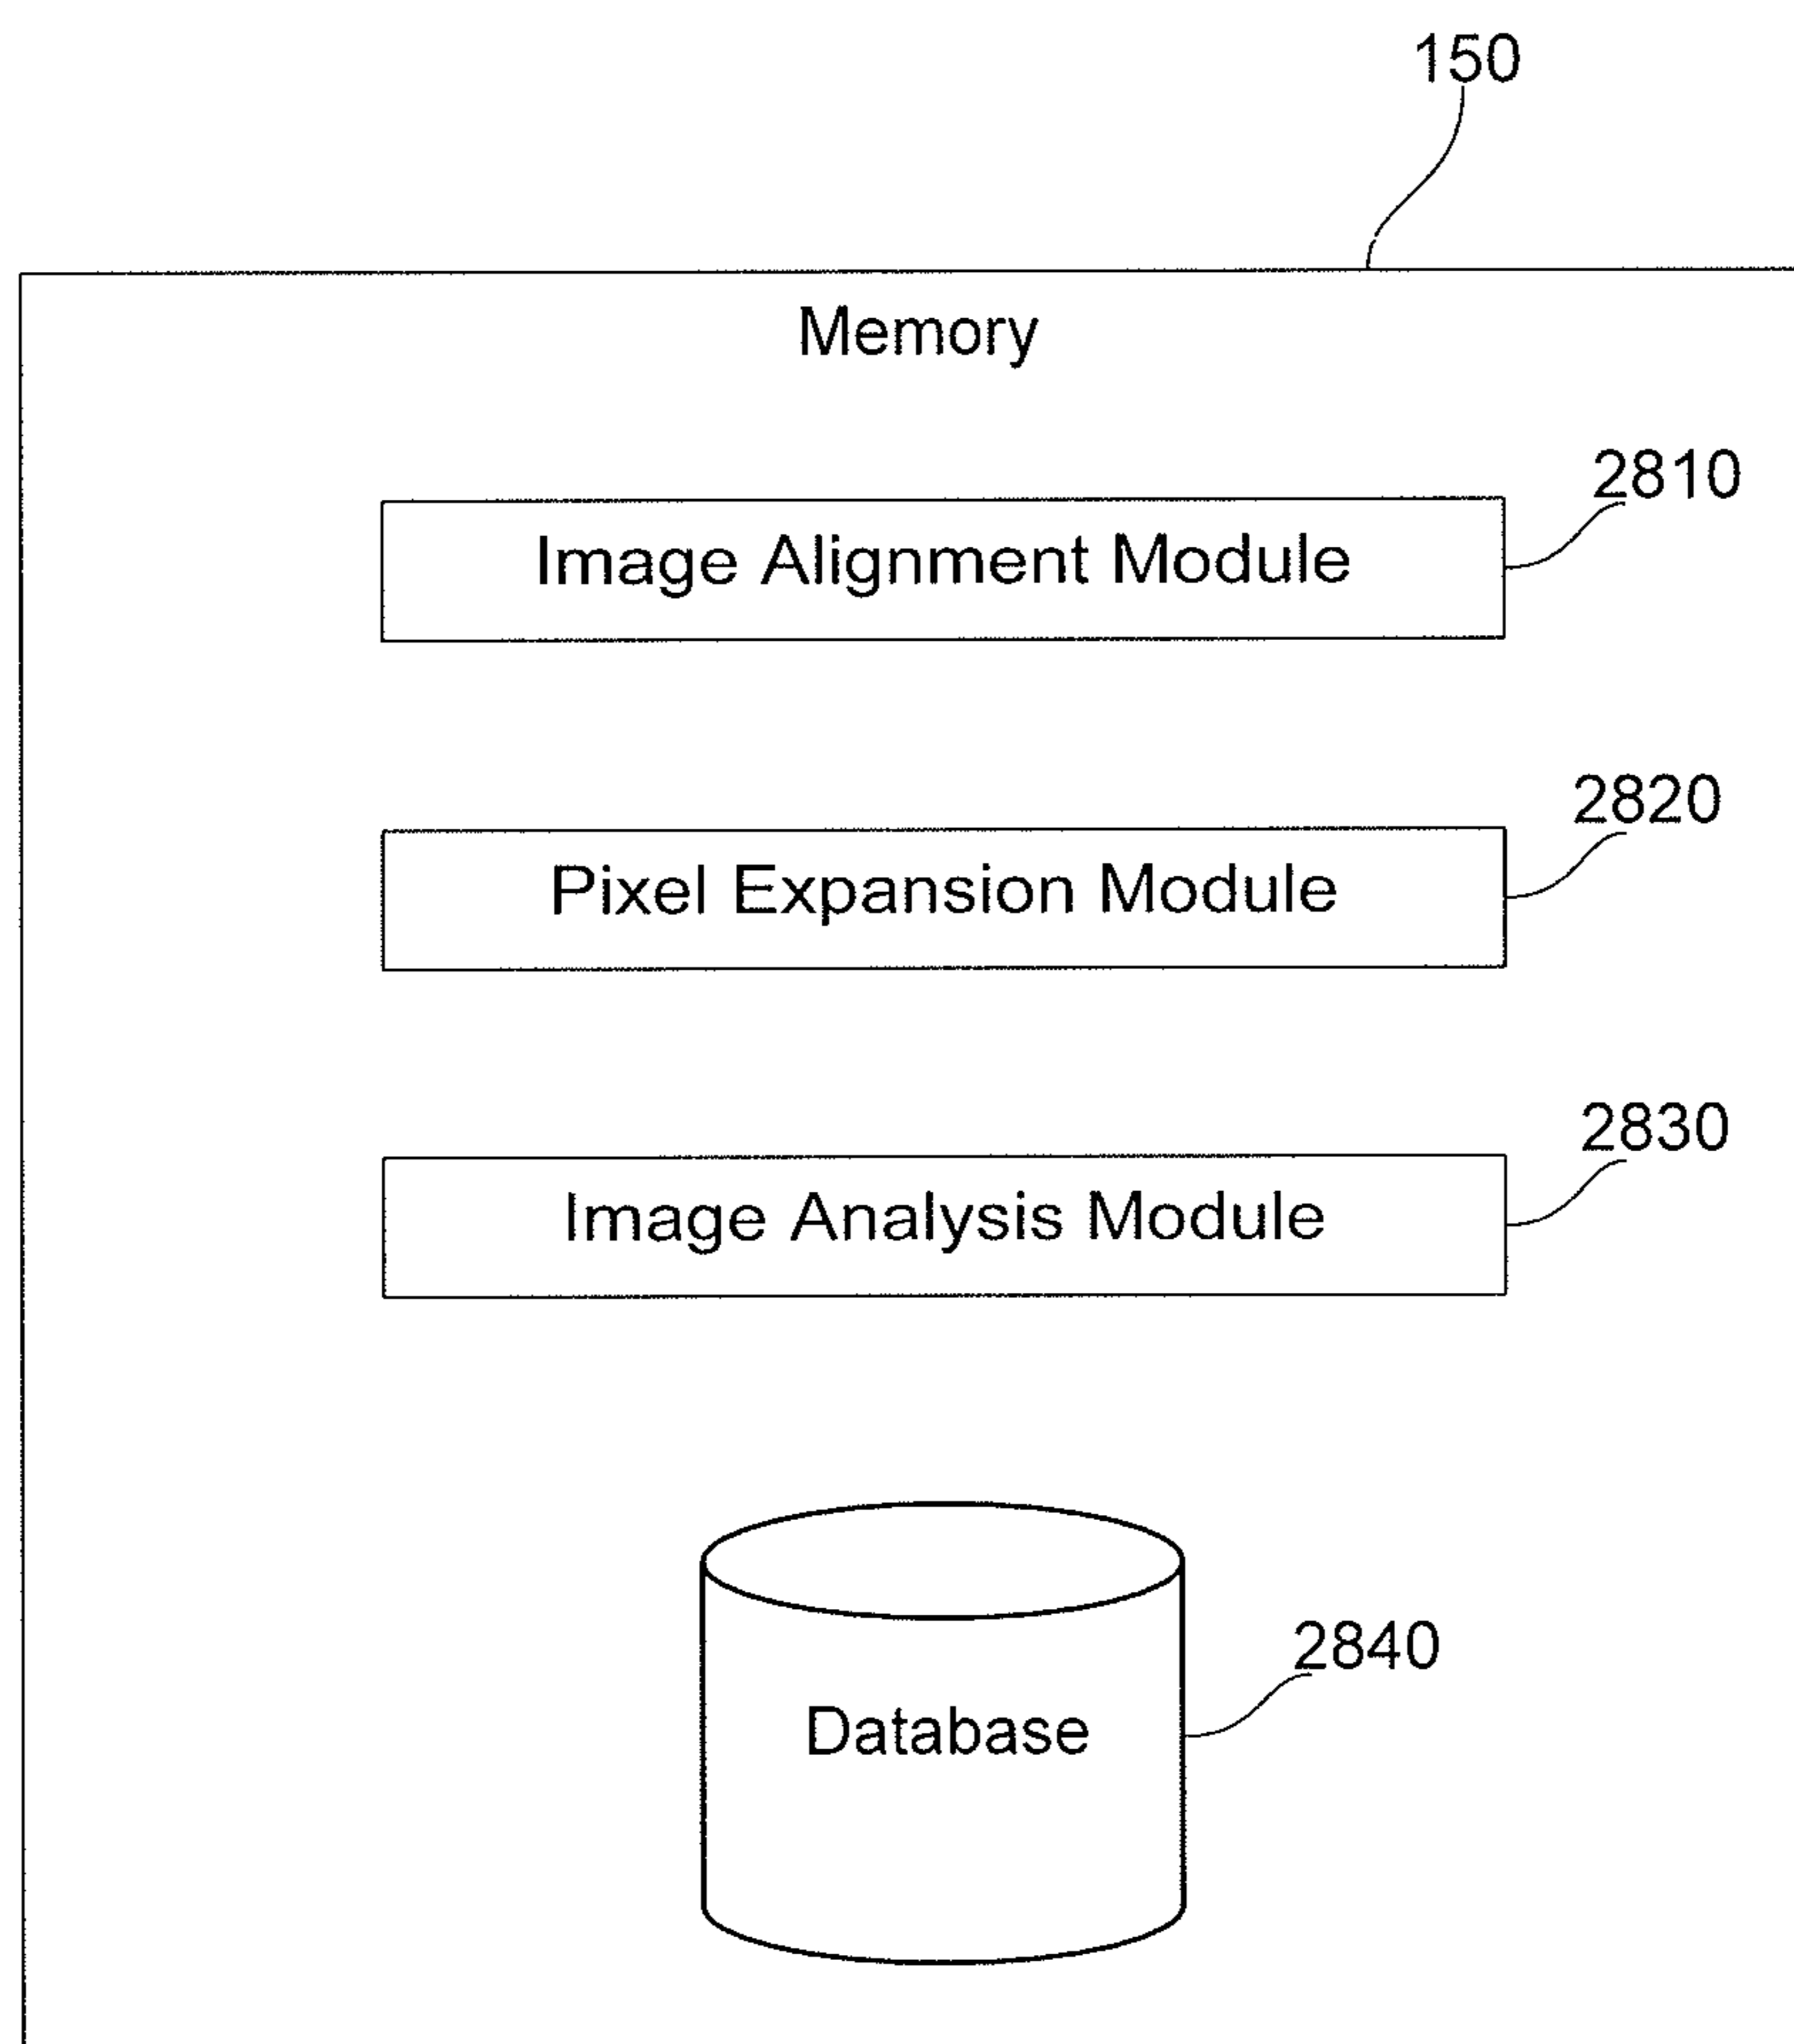 150
Memory
2810
Image Alignment Module
2820
Pixel Expansion Module
2830
Image Analysis Module
2840
Database